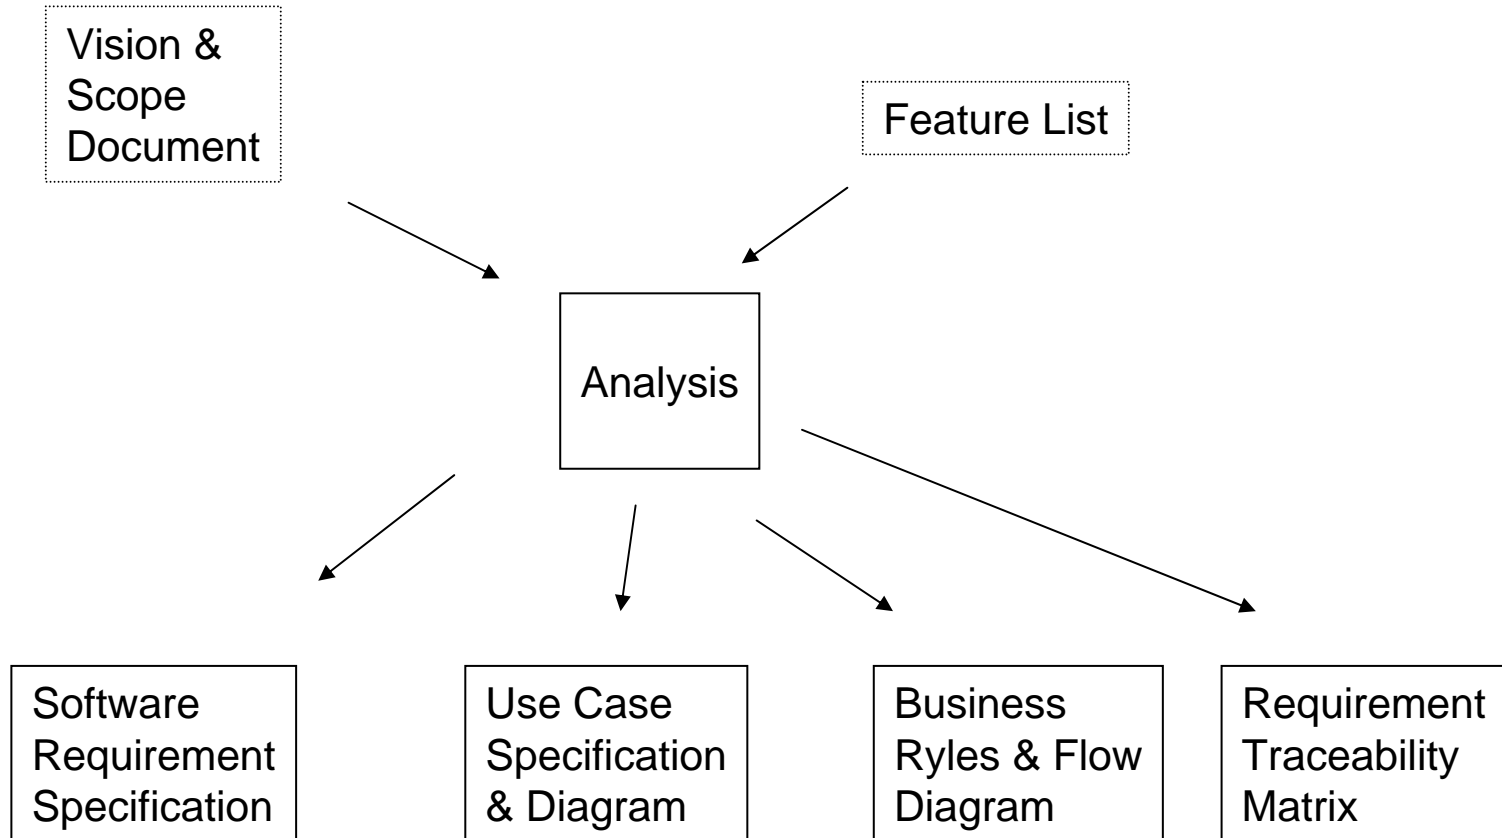 Vision &
Scope
Document
Feature List
Analysis
Software
Requirement
Specification
Use Case
Specification
& Diagram
Business
Ryles & Flow
Diagram
Requirement
Traceability
Matrix